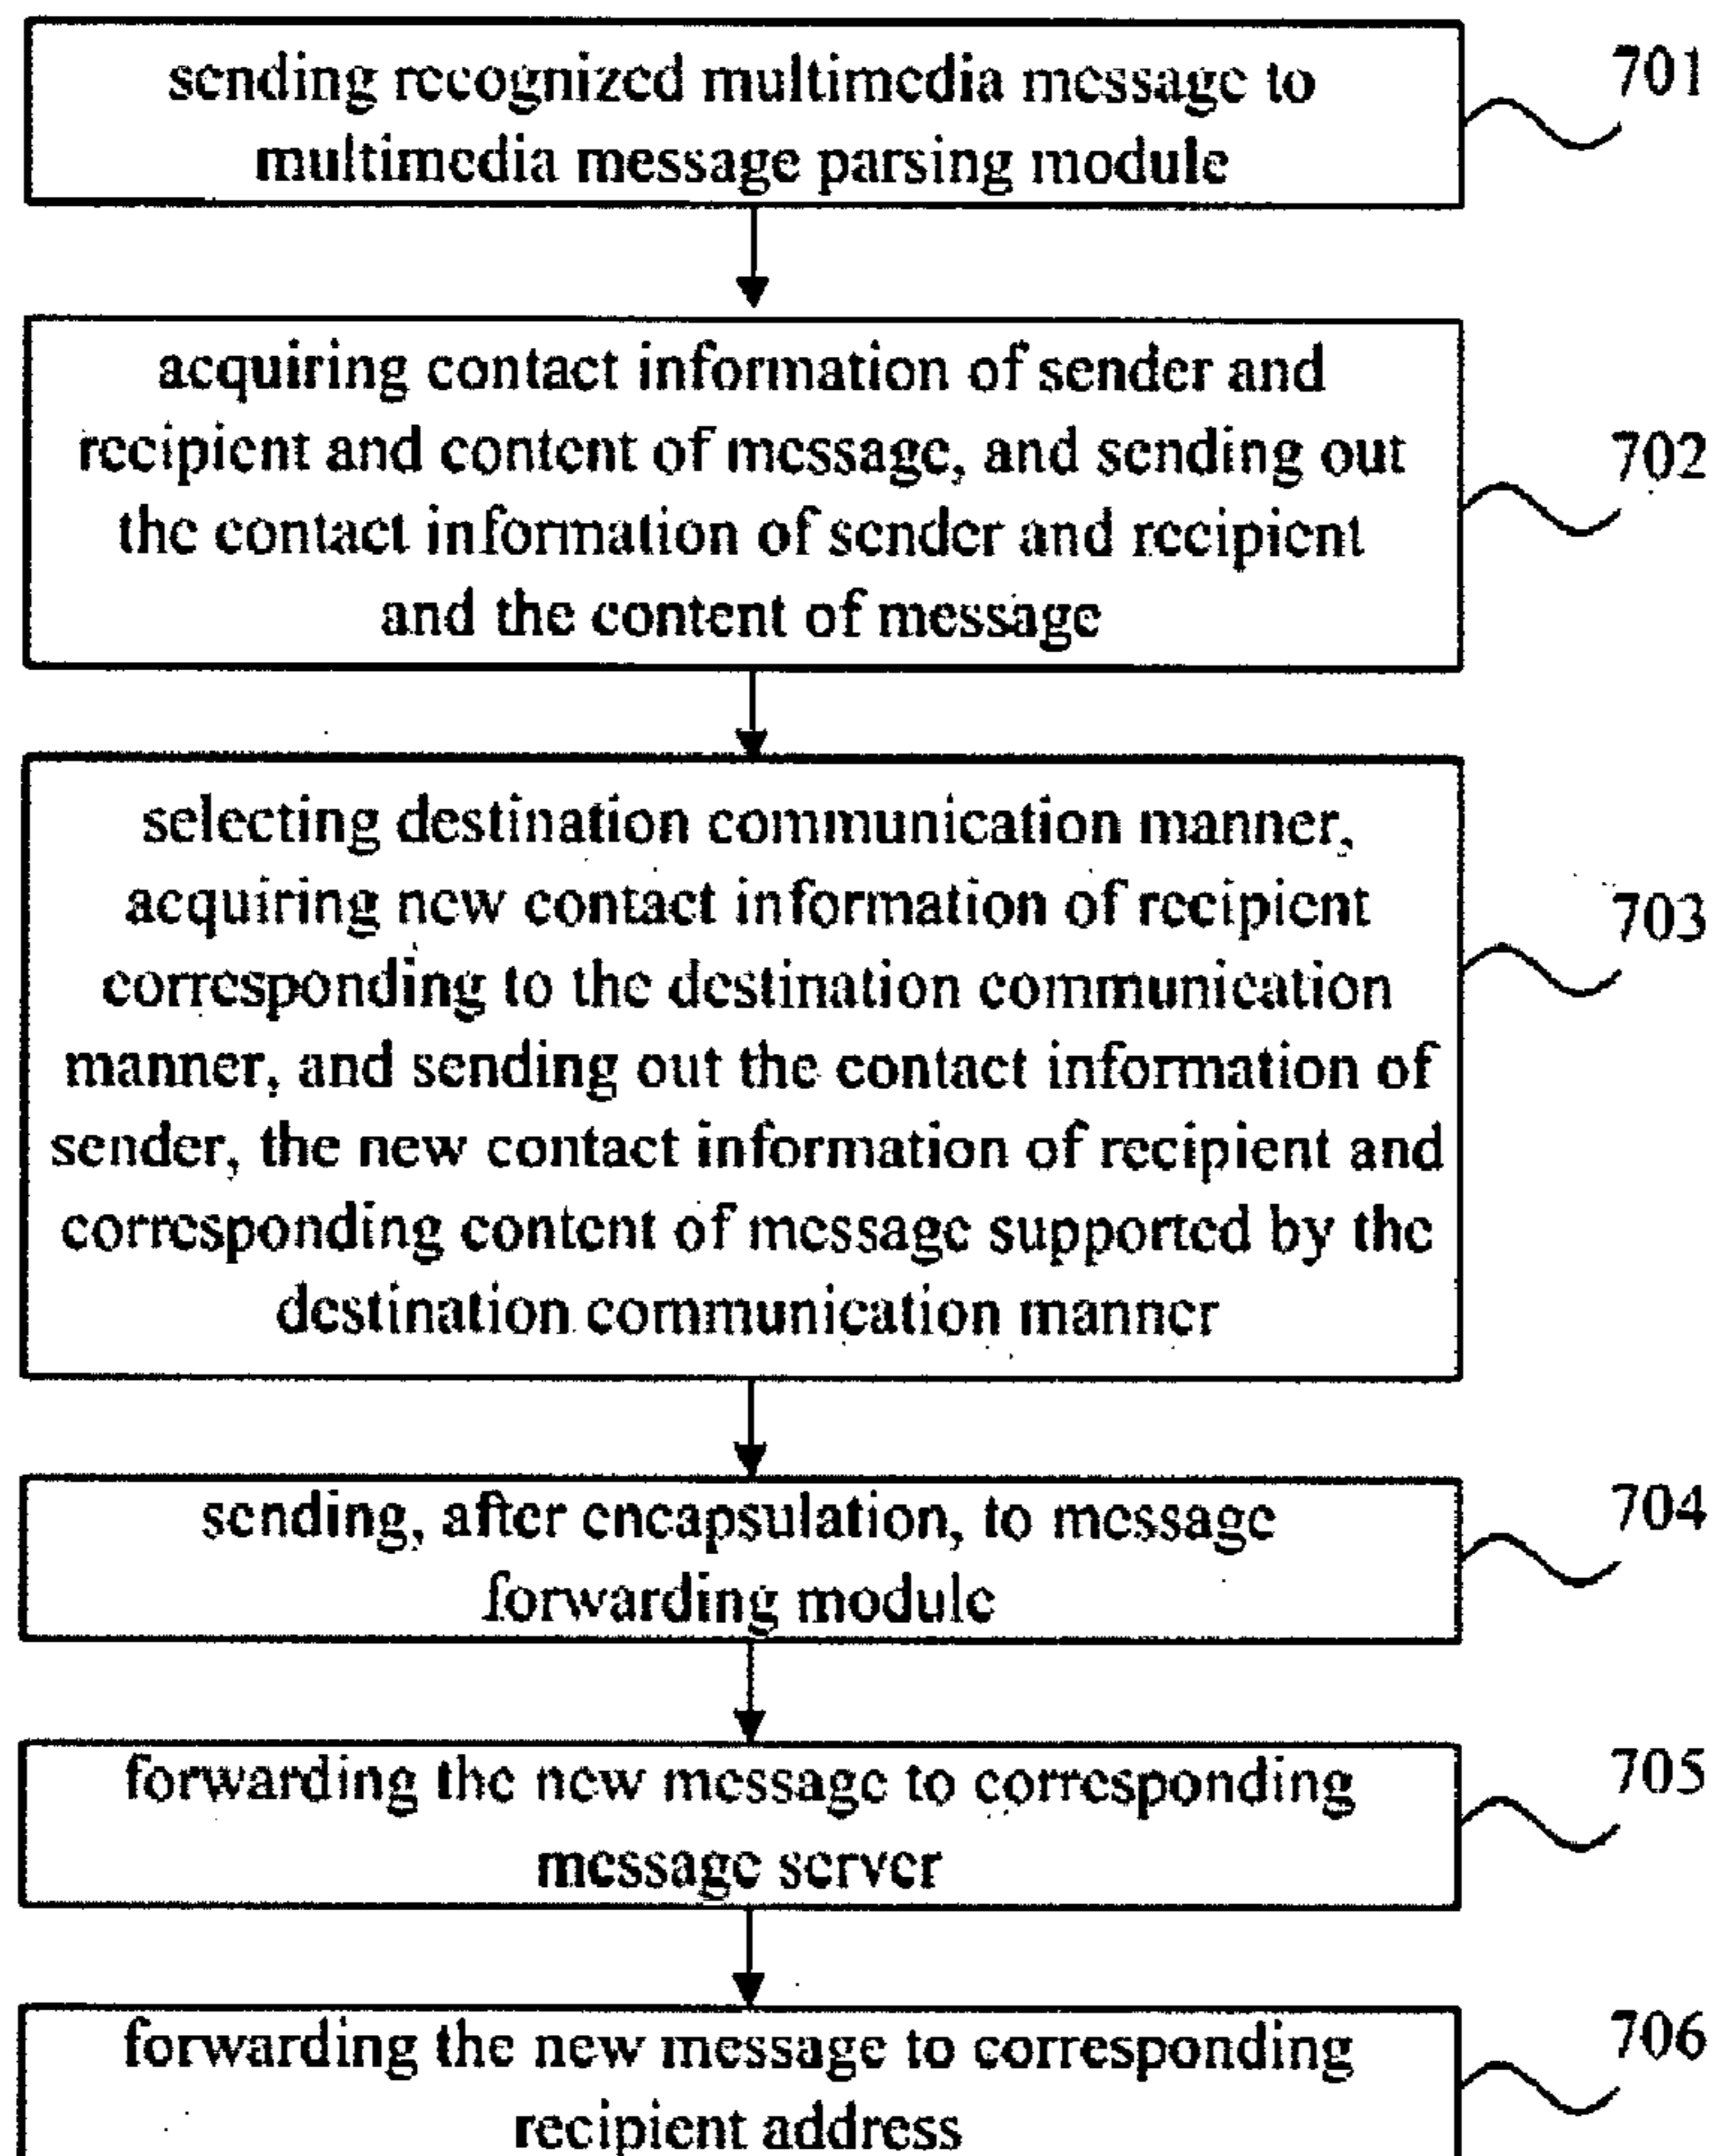 sending recognized multimedia message to
multimedia message parsing module
701
acquiring contact information of sender and
recipient and content of message, and sending out
the contact information of sender and recipient
and the content of message
702
selecting destination communication manner,
acquiring new contact information of recipient
corresponding to the destination communication
manner, and sending out the contact information of
sender, the new contact information of recipient and
corresponding content of message supported by the
destination communication manner
703
sending, after encapsulation, to message
forwarding module
704
forwarding the new message to corresponding
message server
705
forwarding the new message to corresponding
recipient address
706